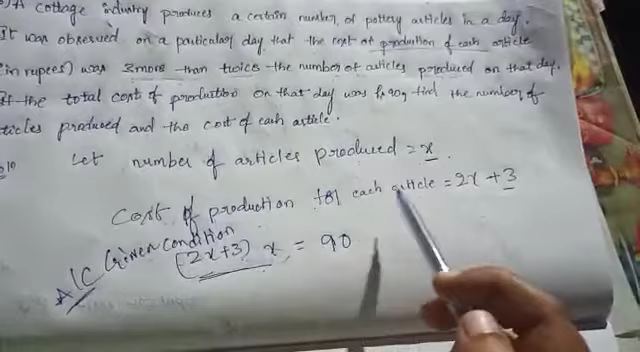 A cottage industry produces a certain number of pottery articles in a day.
It was observed on a particular day that the cost of production of each article
(in rupees) was 3 more than twice the number of articles produced on that day.
If the total cost of production on that day was Rs.90, find the number of
ticles produced and the cost of each article.
Let number of articles produced = x.
Cost of production for each article = 2x + 3
A/C Given condition
(2x+3) x = 90